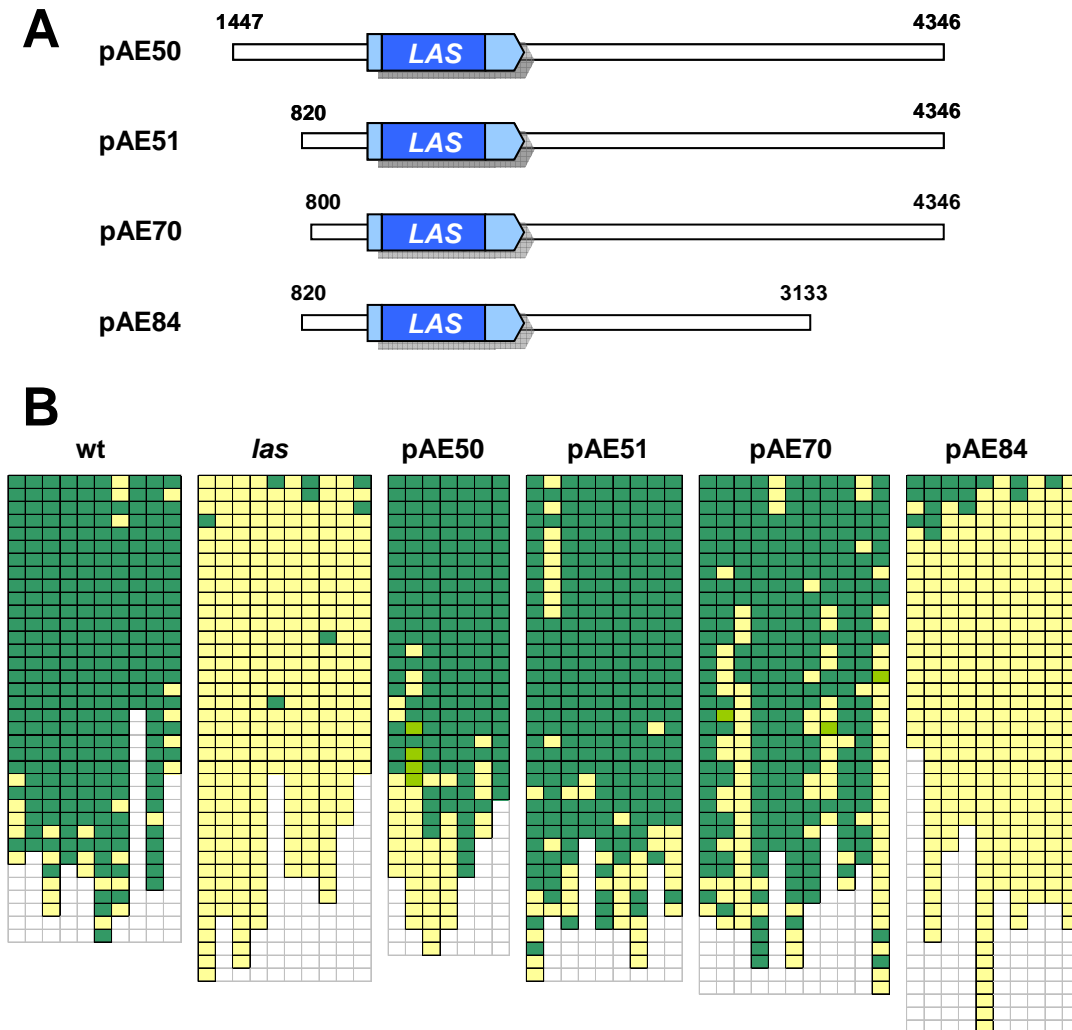 A
1447 4346
pAE50 LAS
820 4346
pAE51 LAS
800 4346
pAE70 LAS
820 3133
pAE84 LAS
B
wt las pAE50 pAE51 pAE70 pAE84